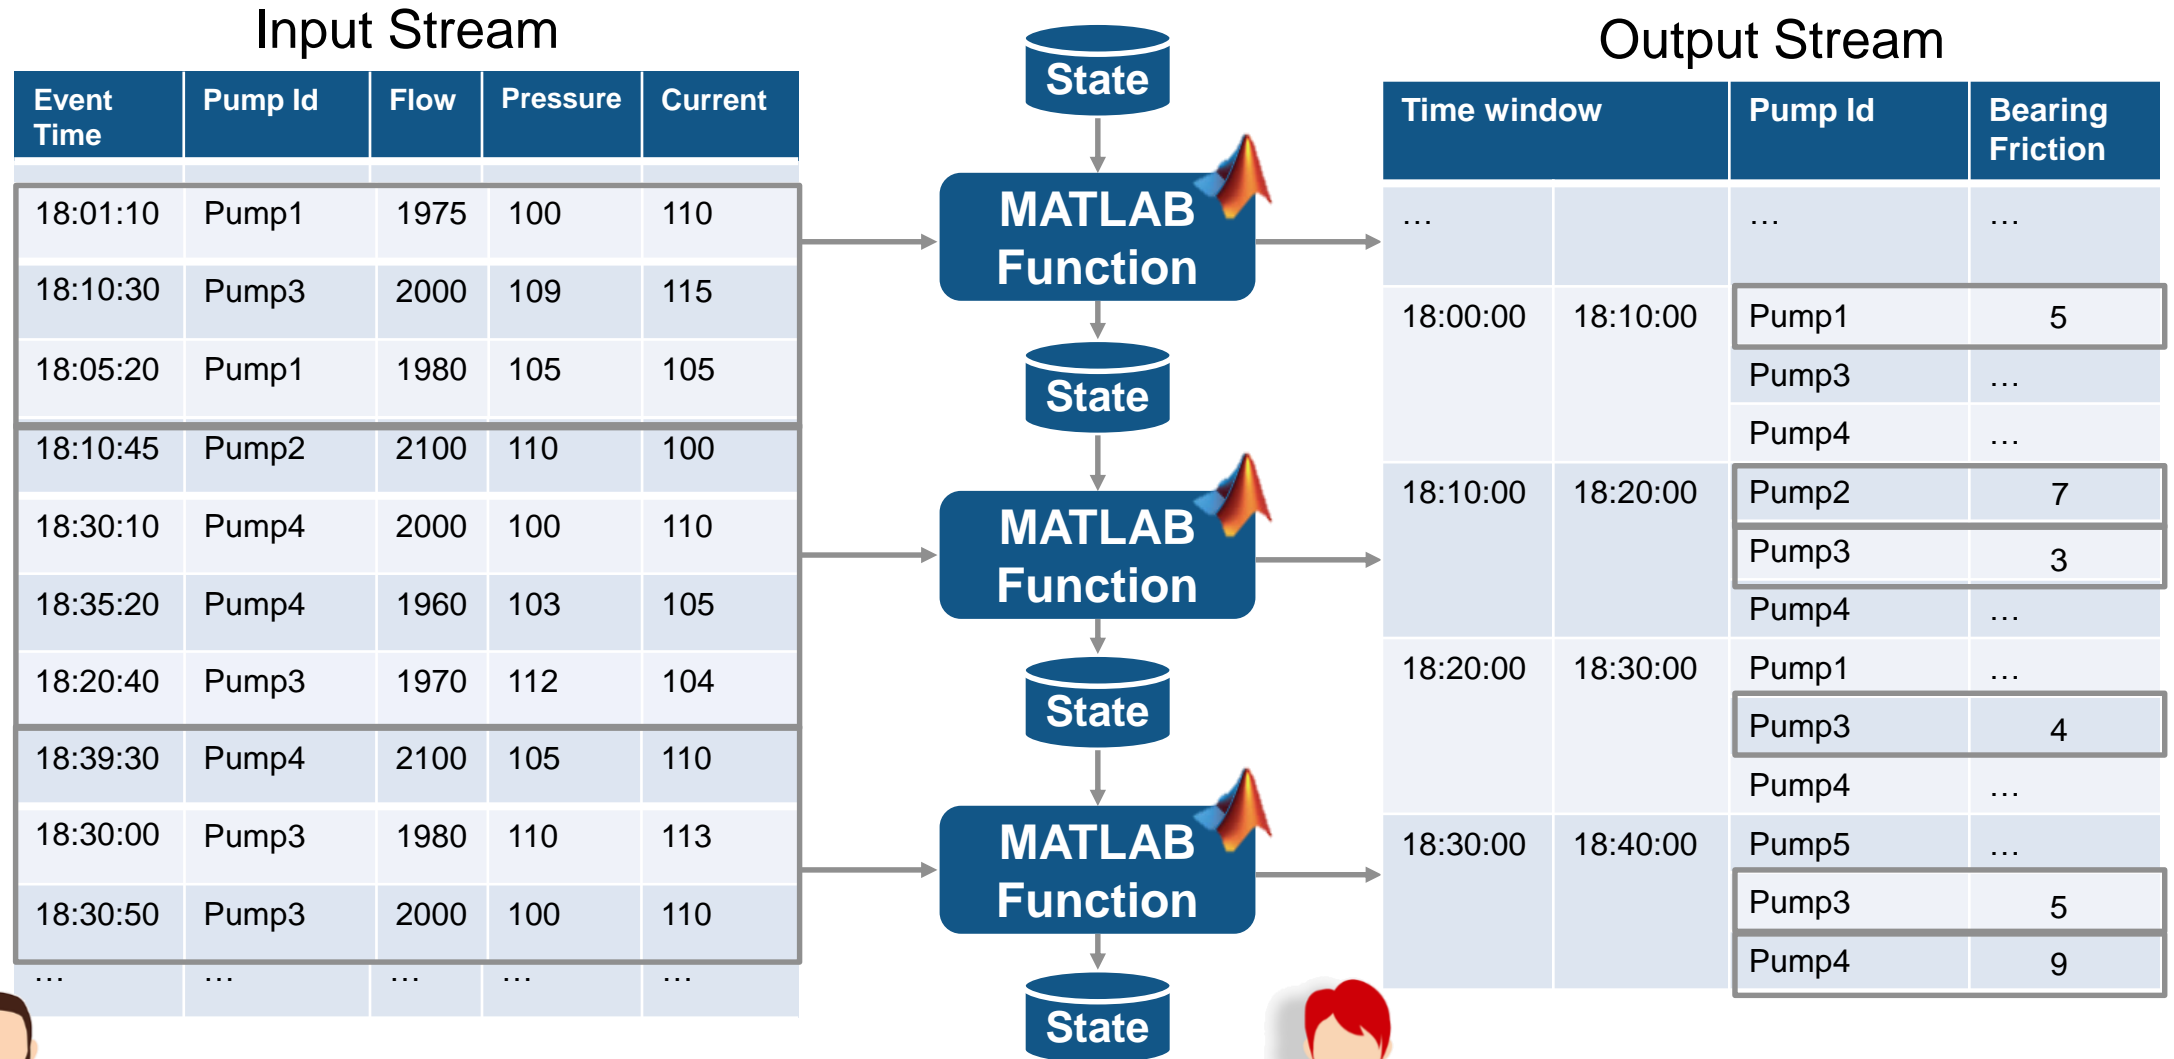 Input Stream
Event Time Pump Id Flow Pressure Current
18:01:10 Pump1 1975 100 110
18:10:30 Pump3 2000 109 115
18:05:20 Pump1 1980 105 105
18:10:45 Pump2 2100 110 100
18:30:10 Pump4 2000 100 110
18:35:20 Pump4 1960 103 105
18:20:40 Pump3 1970 112 104
18:39:30 Pump4 2100 105 110
18:30:00 Pump3 1980 110 113
18:30:50 Pump3 2000 100 110
… … … … …
State
MATLAB
Function
State
MATLAB
Function
State
MATLAB
Function
State
Output Stream
Time window Pump Id Bearing Friction
… … …
18:00:00 18:10:00 Pump1 5
Pump3 …
Pump4 …
18:10:00 18:20:00 Pump2 7
Pump3 3
Pump4 …
18:20:00 18:30:00 Pump1 …
Pump3 4
Pump4 …
18:30:00 18:40:00 Pump5 …
Pump3 5
Pump4 9